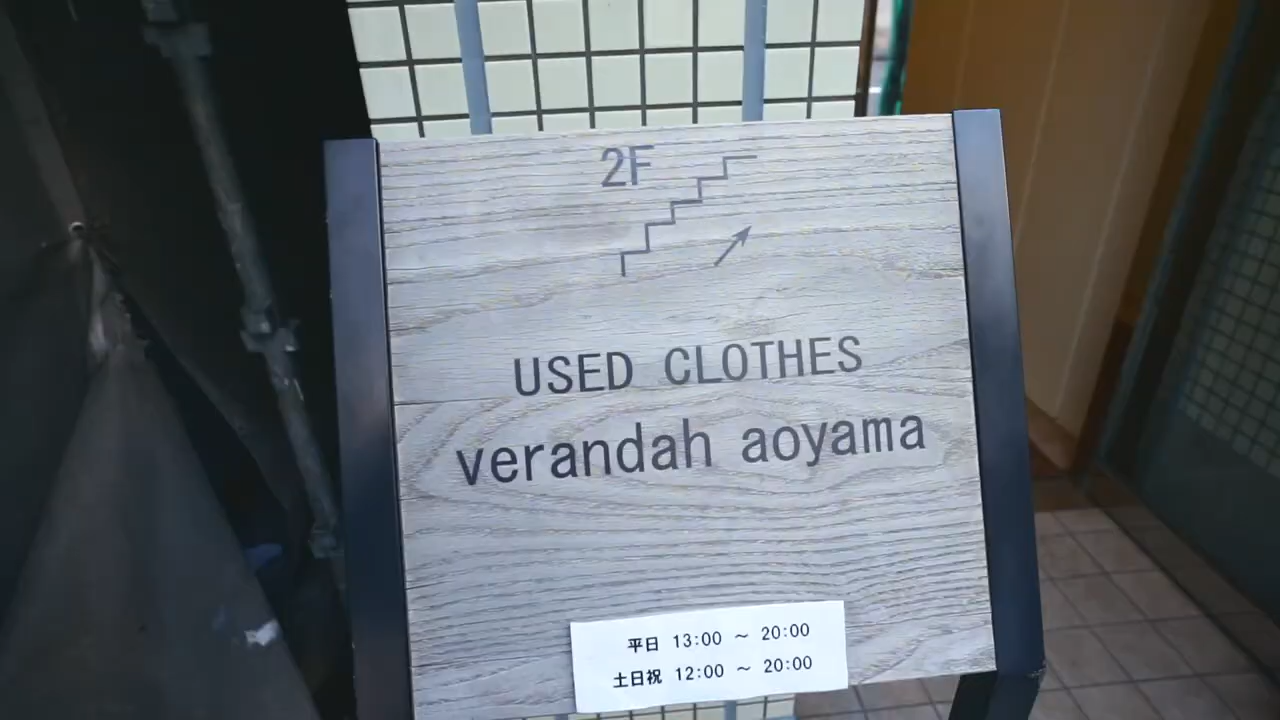 2F
USED CLOTHES
verandah aoyama
平日 13:00 ～ 20:00
土日祝 12:00 ～ 20:00